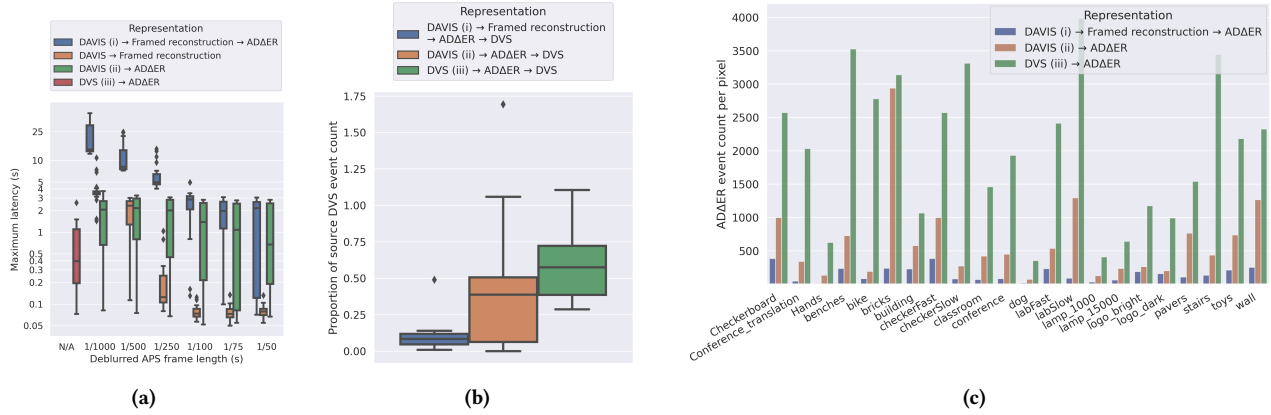 Representation
DAVIS (i) → Framed reconstruction → ADΔER
DAVIS → Framed reconstruction
DAVIS (ii) → ADΔER
DVS (iii) → ADΔER
Maximum latency (s)
25
10
5
4
3
2
1
0.5
0.4
0.3
0.2
0.1
0.05
N/A 1/1000 1/500 1/250 1/100 1/75 1/50
Deblurred APS frame length (s)
(a)
Representation
DAVIS (i) → Framed reconstruction
→ ADΔER → DVS
DAVIS (ii) → ADΔER → DVS
DVS (iii) → ADΔER → DVS
Proportion of source DVS event count
1.75
1.50
1.25
1.00
0.75
0.50
0.25
0.00
(b)
Representation
DAVIS (i) → Framed reconstruction → ADΔER
DAVIS (ii) → ADΔER
DVS (iii) → ADΔER
ADΔER event count per pixel
4000
3500
3000
2500
2000
1500
1000
500
Checkerboard
Conference_translation
Hands
benches
bike
bricks
building
checkerFast
checkerSlow
classroom
conference
dog
labFast
labSlow
lamp_1000
lamp_15000
logo_bright
logo_dark
pavers
stairs
toys
wall
(c)